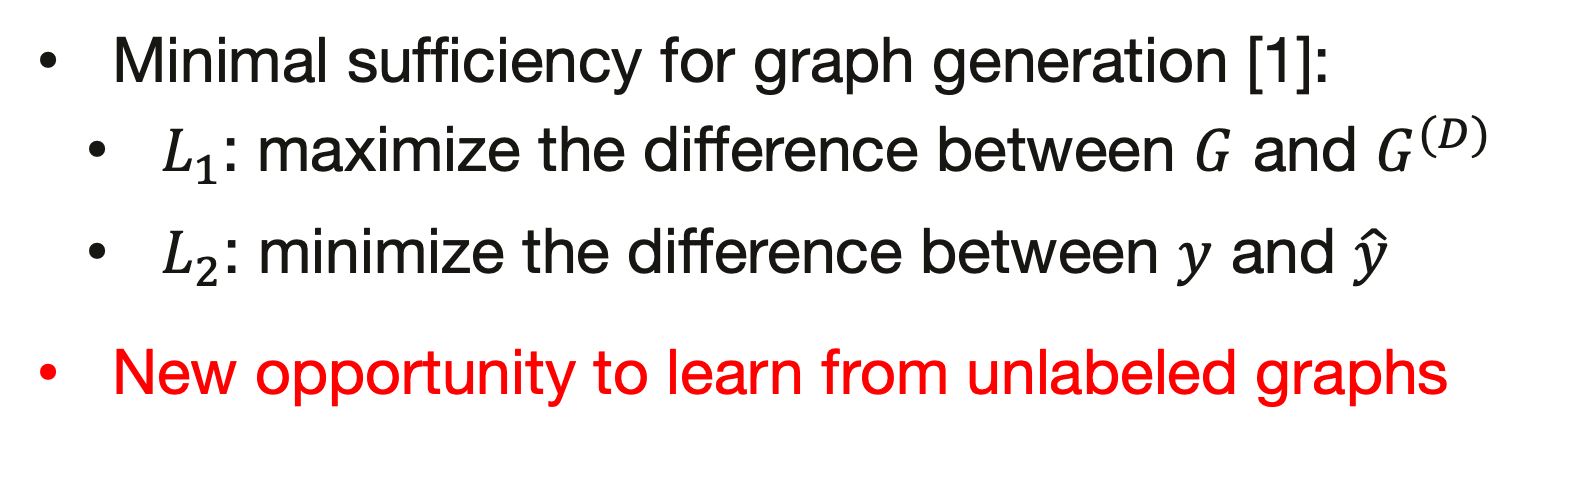 • Minimal sufficiency for graph generation [1]:
• L₁: maximize the difference between G and G⁽ᴰ⁾
• L₂: minimize the difference between y and ŷ
• New opportunity to learn from unlabeled graphs